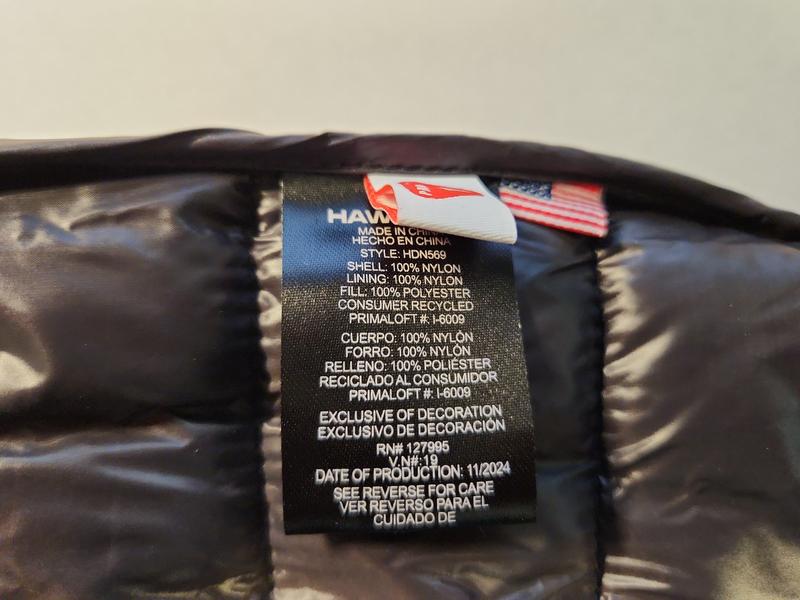 HAW
MADE IN CHINA
HECHO EN CHINA
STYLE: HDN569
SHELL: 100% NYLON
LINING: 100% NYLON
FILL: 100% POLYESTER
CONSUMER RECYCLED
PRIMALOFT #: I-6009
CUERPO: 100% NYLÓN
FORRO: 100% NYLÓN
RELLENO: 100% POLIÉSTER
RECICLADO AL CONSUMIDOR
PRIMALOFT #: I-6009
EXCLUSIVE OF DECORATION
EXCLUSIVO DE DECORACIÓN
RN# 127995
V.N#: 19
DATE OF PRODUCTION: 11/2024
SEE REVERSE FOR CARE
VER REVERSO PARA EL
CUIDADO DE